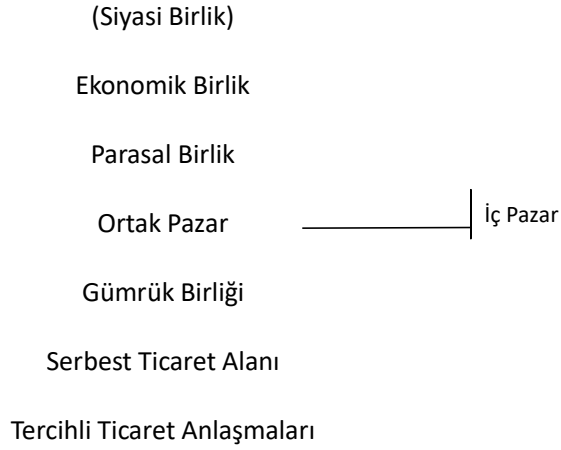 (Siyasi Birlik)
Ekonomik Birlik
Parasal Birlik
Ortak Pazar
İç Pazar
Gümrük Birliği
Serbest Ticaret Alanı
Tercihli Ticaret Anlaşmaları